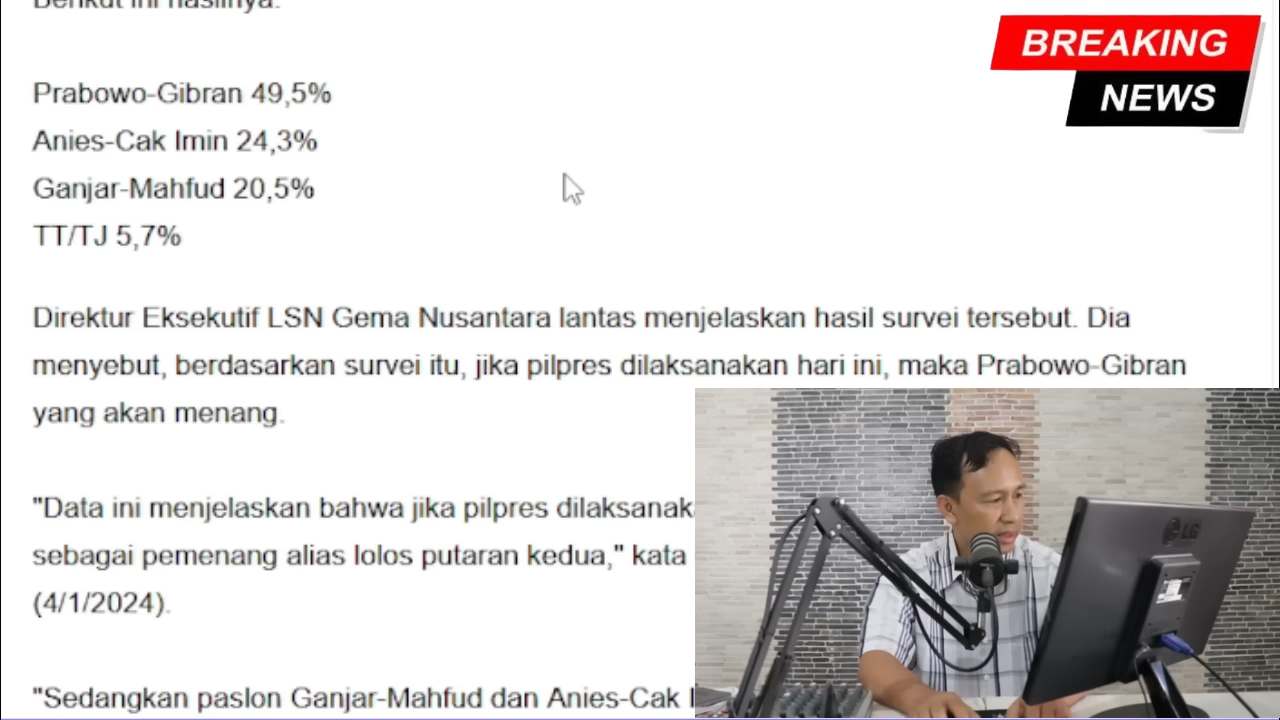 Berikut ini hasilnya:
BREAKING
NEWS
Prabowo-Gibran 49,5%
Anies-Cak Imin 24,3%
Ganjar-Mahfud 20,5%
TT/TJ 5,7%
Direktur Eksekutif LSN Gema Nusantara lantas menjelaskan hasil survei tersebut. Dia
menyebut, berdasarkan survei itu, jika pilpres dilaksanakan hari ini, maka Prabowo-Gibran
yang akan menang.
"Data ini menjelaskan bahwa jika pilpres dilaksanak
sebagai pemenang alias lolos putaran kedua," kata
(4/1/2024).
"Sedangkan paslon Ganjar-Mahfud dan Anies-Cak I
LG